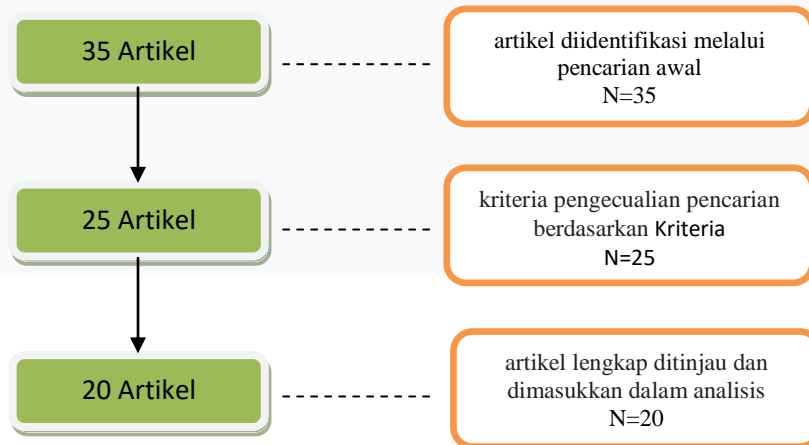 35 Artikel
artikel diidentifikasi melalui
pencarian awal
N=35
25 Artikel
kriteria pengecualian pencarian
berdasarkan Kriteria
N=25
20 Artikel
artikel lengkap ditinjau dan
dimasukkan dalam analisis
N=20